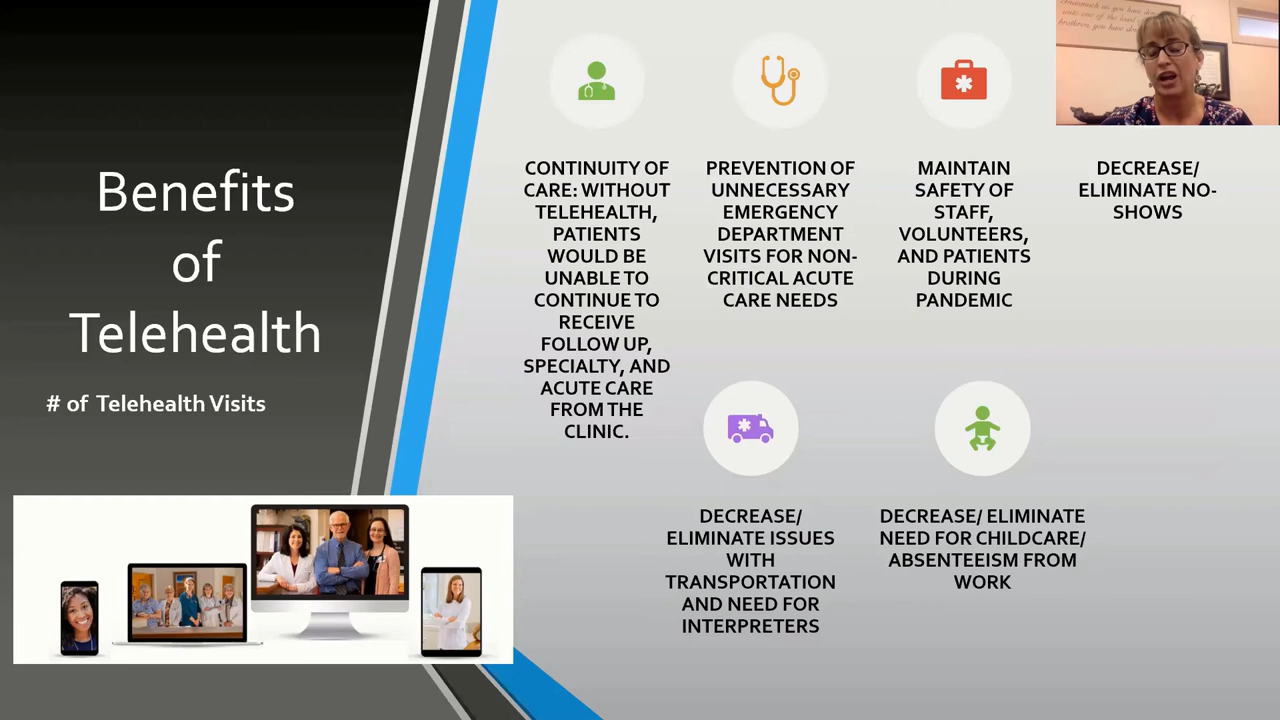 Benefits
of
Telehealth
# of Telehealth Visits
CONTINUITY OF
CARE: WITHOUT
TELEHEALTH,
PATIENTS
WOULD BE
UNABLE TO
CONTINUE TO
RECEIVE
FOLLOW UP,
SPECIALTY, AND
ACUTE CARE
FROM THE
CLINIC.
PREVENTION OF
UNNECESSARY
EMERGENCY
DEPARTMENT
VISITS FOR NON-
CRITICAL ACUTE
CARE NEEDS
MAINTAIN
SAFETY OF
STAFF,
VOLUNTEERS,
AND PATIENTS
DURING
PANDEMIC
DECREASE/
ELIMINATE NO-
SHOWS
DECREASE/
ELIMINATE ISSUES
WITH
TRANSPORTATION
AND NEED FOR
INTERPRETERS
DECREASE/ ELIMINATE
NEED FOR CHILDCARE/
ABSENTEEISM FROM
WORK